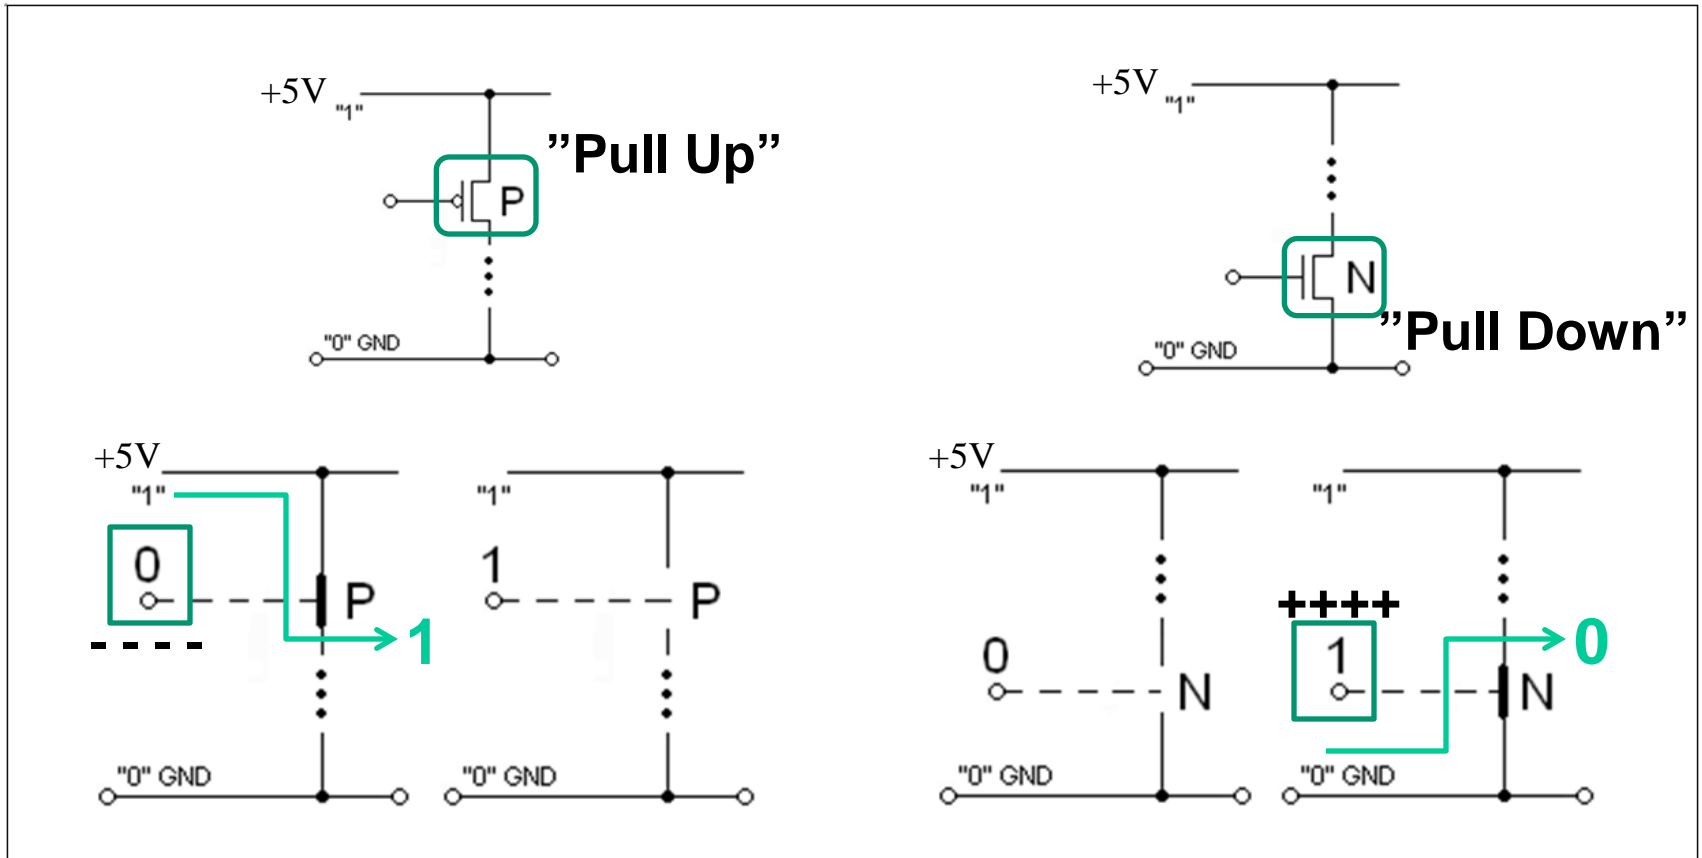 +5V
"1"
”Pull Up”
P
"0" GND
+5V
"1"
N
”Pull Down”
"0" GND
+5V
"1"
0
P
- - - -
1
"0" GND
"1"
1
P
"0" GND
+5V
"1"
0
N
"0" GND
"1"
++++
1
0
N
"0" GND